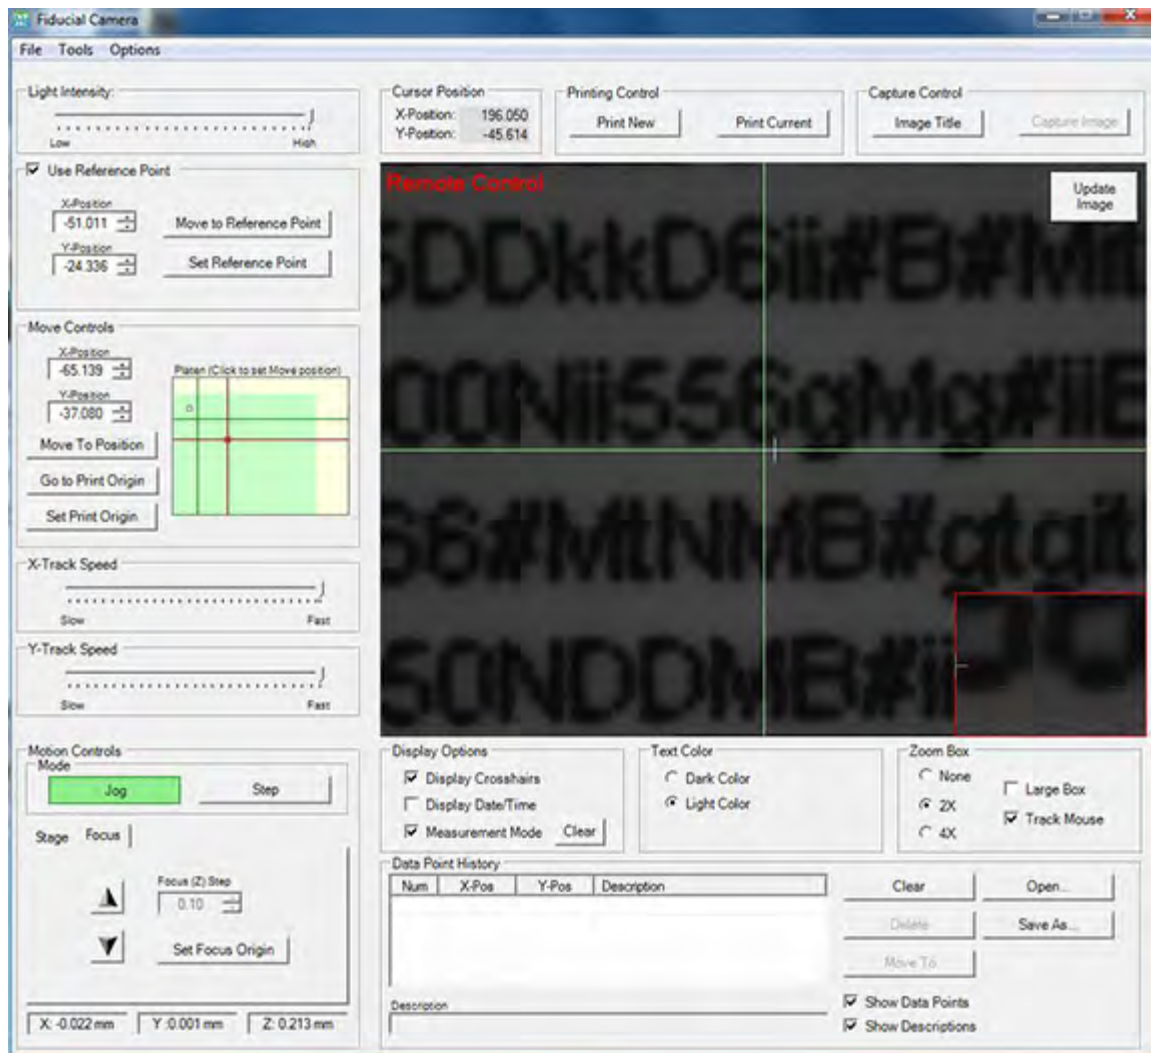 Fiducial Camera
File Tools Options
Light Intensity:
Low High
Cursor Position
X-Position: 196.050
Y-Position: -45.614
Printing Control
Print New Print Current
Capture Control
Image Title Capture Image
Use Reference Point
X-Position
-51.011
Move to Reference Point
Y-Position
-24.336
Set Reference Point
Remote Control
Update
Image
5DDkkD6ii#B#Mt
00Nii556gMg#iiE
66#MtNMB#gtgit
50NDDMB#ii
Move Controls
X-Position
-65.139
Y-Position
-37.080
Platen (Click to set Move position)
Move To Position
Go to Print Origin
Set Print Origin
X-Track Speed
Slow Fast
Y-Track Speed
Slow Fast
Motion Controls
Mode
Jog Step
Stage Focus
Focus (Z) Step
0.10
Set Focus Origin
X: -0.022 mm Y :0.001 mm Z: 0.213 mm
Display Options
Display Crosshairs
Display Date/Time
Measurement Mode Clear
Text Color
Dark Color
Light Color
Zoom Box
None
2X
4X
Large Box
Track Mouse
Data Point History
Num X-Pos Y-Pos Description
Clear Open...
Delete Save As...
Move To
Description
Show Data Points
Show Descriptions